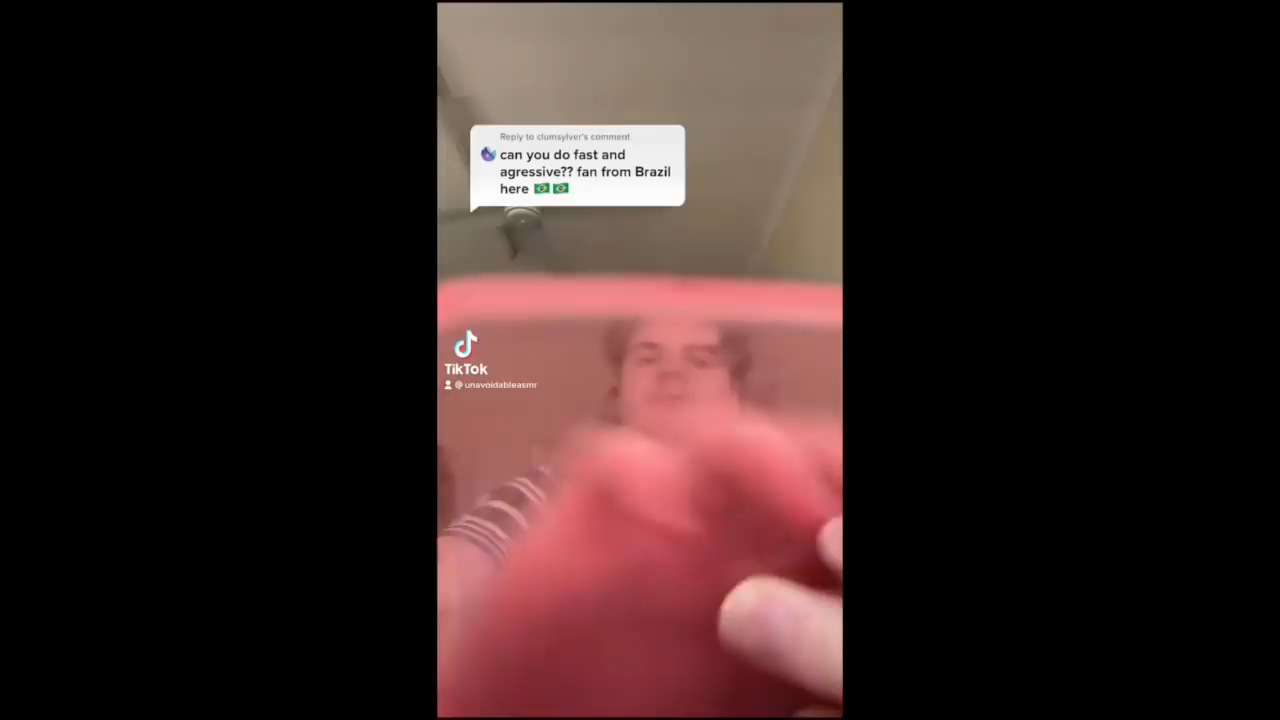 Reply to clumsylver's comment
can you do fast and
agressive?? fan from Brazil
here 🇧🇷 🇧🇷
TikTok
@unavoidableasmr